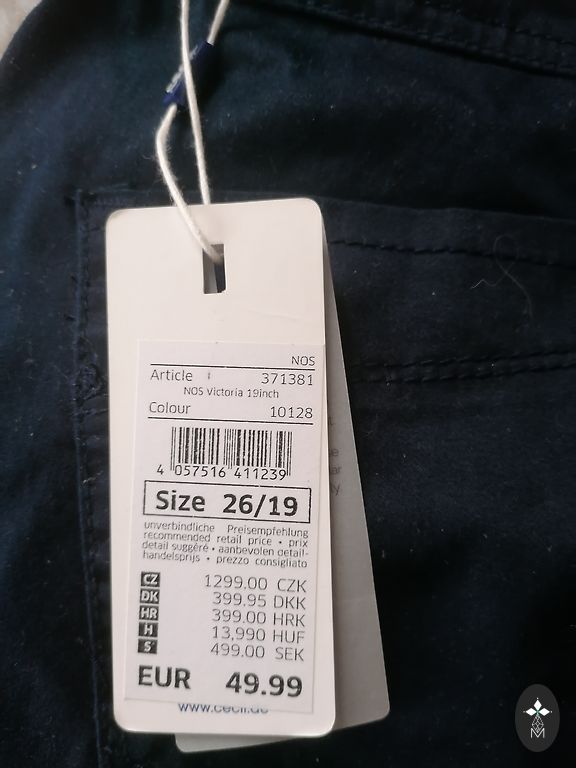 NOS
Article 371381
NOS Victoria 19inch
Colour 10128
4 057516 411239
Size 26/19
unverbindliche Preisempfehlung
recommended retail price • prix
detail suggéré • aanbevolen detail-
handelsprijs • prezzo consigliato
CZ 1299.00 CZK
DK 399.95 DKK
HR 399.00 HRK
H 13,990 HUF
S 499.00 SEK
EUR 49.99
www.cecil.de
M